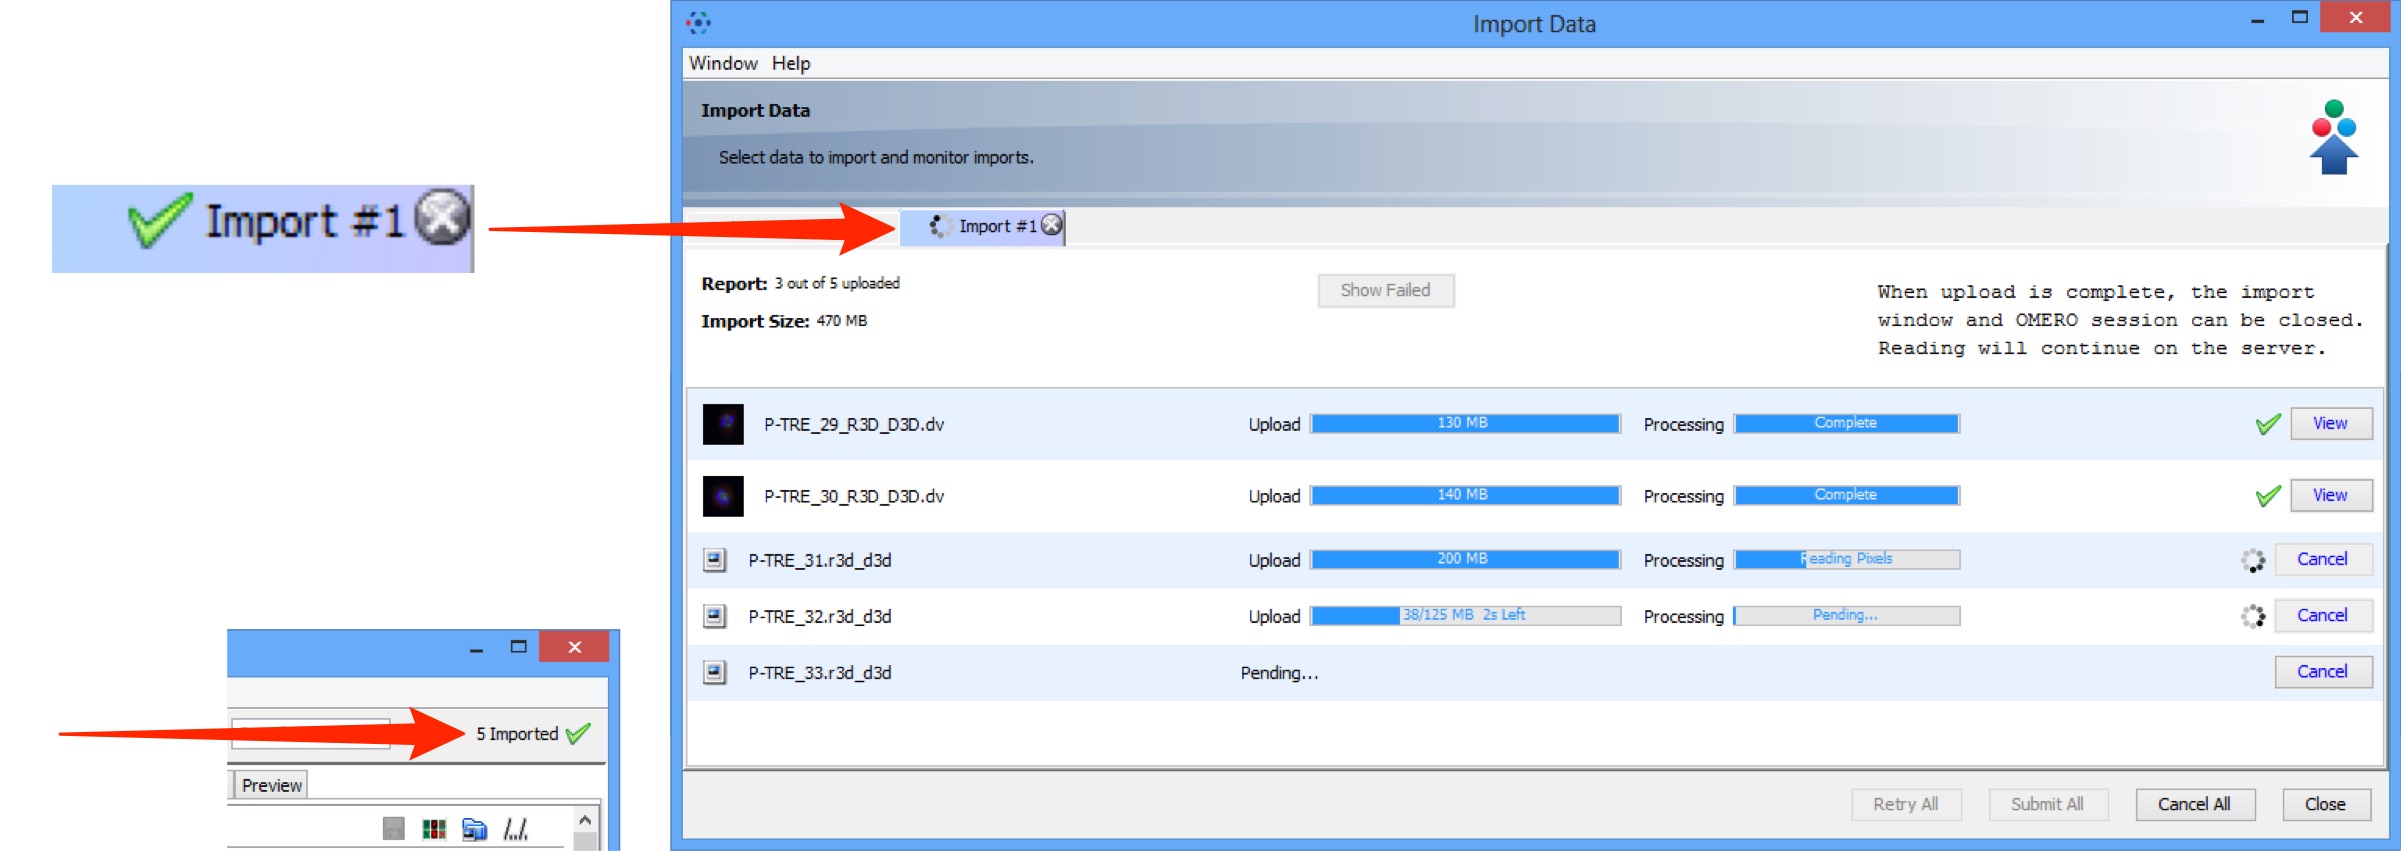 Import Data
Window Help
Import Data
Select data to import and monitor imports.
Import #1
Import #1
Report: 3 out of 5 uploaded
Show Failed
Import Size: 470 MB
When upload is complete, the import
window and OMERO session can be closed.
Reading will continue on the server.
P-TRE_29_R3D_D3D.dv Upload 130 MB Processing Complete View
P-TRE_30_R3D_D3D.dv Upload 140 MB Processing Complete View
P-TRE_31.r3d_d3d Upload 200 MB Processing Reading Pixels Cancel
P-TRE_32.r3d_d3d Upload 38/125 MB 2s Left Processing Pending... Cancel
P-TRE_33.r3d_d3d Pending... Cancel
5 Imported
Preview
Retry All Submit All Cancel All Close